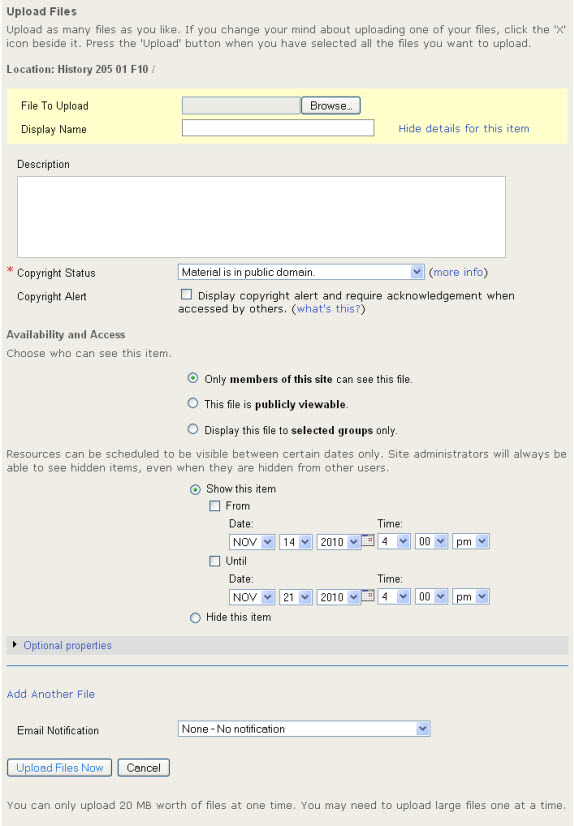 Upload Files
Upload as many files as you like. If you change your mind about uploading one of your files, click the 'X'
icon beside it. Press the 'Upload' button when you have selected all the files you want to upload.
Location: History 205 01 F10 /
File To Upload Browse...
Display Name Hide details for this item
Description
* Copyright Status Material is in public domain. (more info)
Copyright Alert Display copyright alert and require acknowledgement when
accessed by others. (what's this?)
Availability and Access
Choose who can see this item.
Only members of this site can see this file.
This file is publicly viewable.
Display this file to selected groups only.
Resources can be scheduled to be visible between certain dates only. Site administrators will always be
able to see hidden items, even when they are hidden from other users.
Show this item
From
Date: Time:
NOV 14 2010 4 00 pm
Until
Date: Time:
NOV 21 2010 4 00 pm
Hide this item
Optional properties
Add Another File
Email Notification None - No notification
Upload Files Now Cancel
You can only upload 20 MB worth of files at one time. You may need to upload large files one at a time.